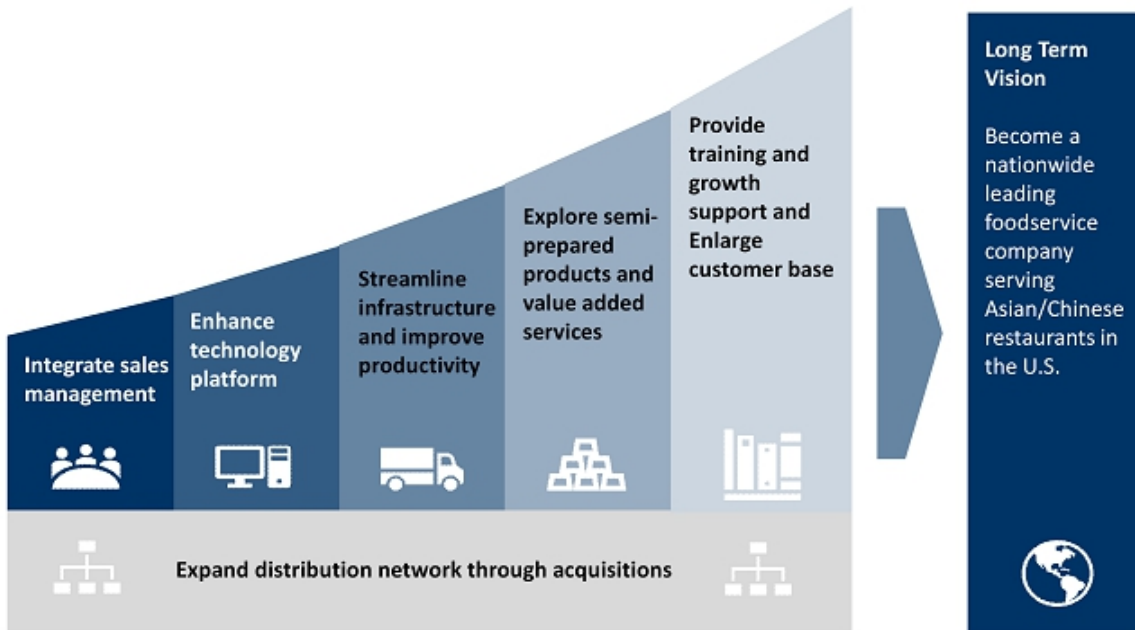 Integrate sales
management
Enhance
technology
platform
Streamline
infrastructure
and improve
productivity
Explore semi-
prepared
products and
value added
services
Provide
training and
growth
support and
Enlarge
customer base
Expand distribution network through acquisitions
Long Term
Vision
Become a
nationwide
leading
foodservice
company
serving
Asian/Chinese
restaurants in
the U.S.